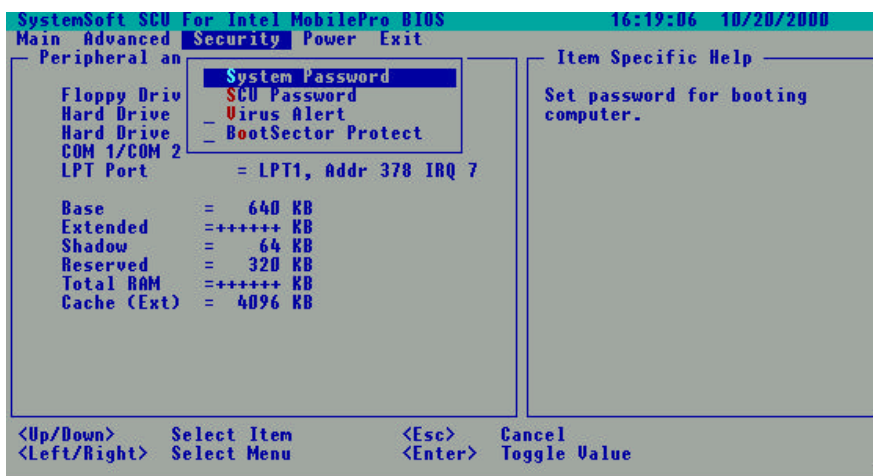 SystemSoft SCU For Intel MobilePro BIOS 16:19:06 10/20/2000
Main Advanced Security Power Exit
Peripheral an
System Password
SCU Password
_ Virus Alert
_ BootSector Protect
Floppy Driv
Hard Drive
Hard Drive
COM 1/COM 2
LPT Port = LPT1, Addr 378 IRQ 7
Base = 640 KB
Extended =++++++ KB
Shadow = 64 KB
Reserved = 320 KB
Total RAM =++++++ KB
Cache (Ext) = 4096 KB
Item Specific Help
Set password for booting
computer.
<Up/Down> Select Item <Esc> Cancel
<Left/Right> Select Menu <Enter> Toggle Value